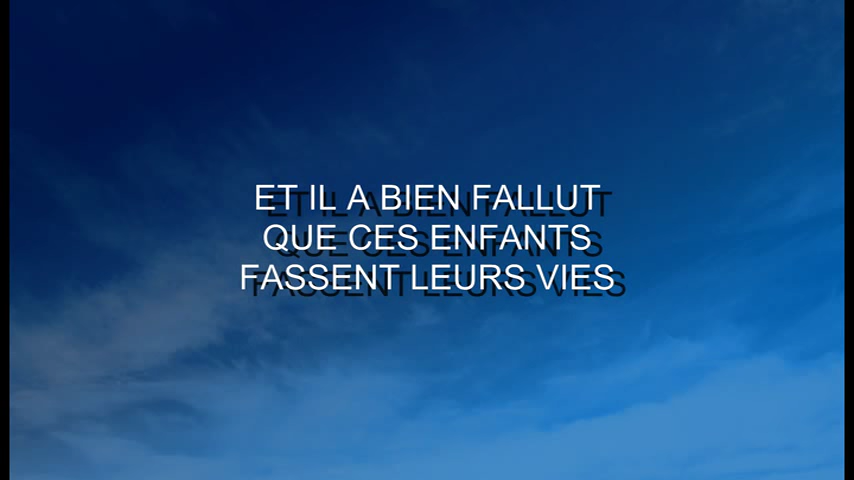 ET IL A BIEN FALLUT
QUE CES ENFANTS
FASSENT LEURS VIES